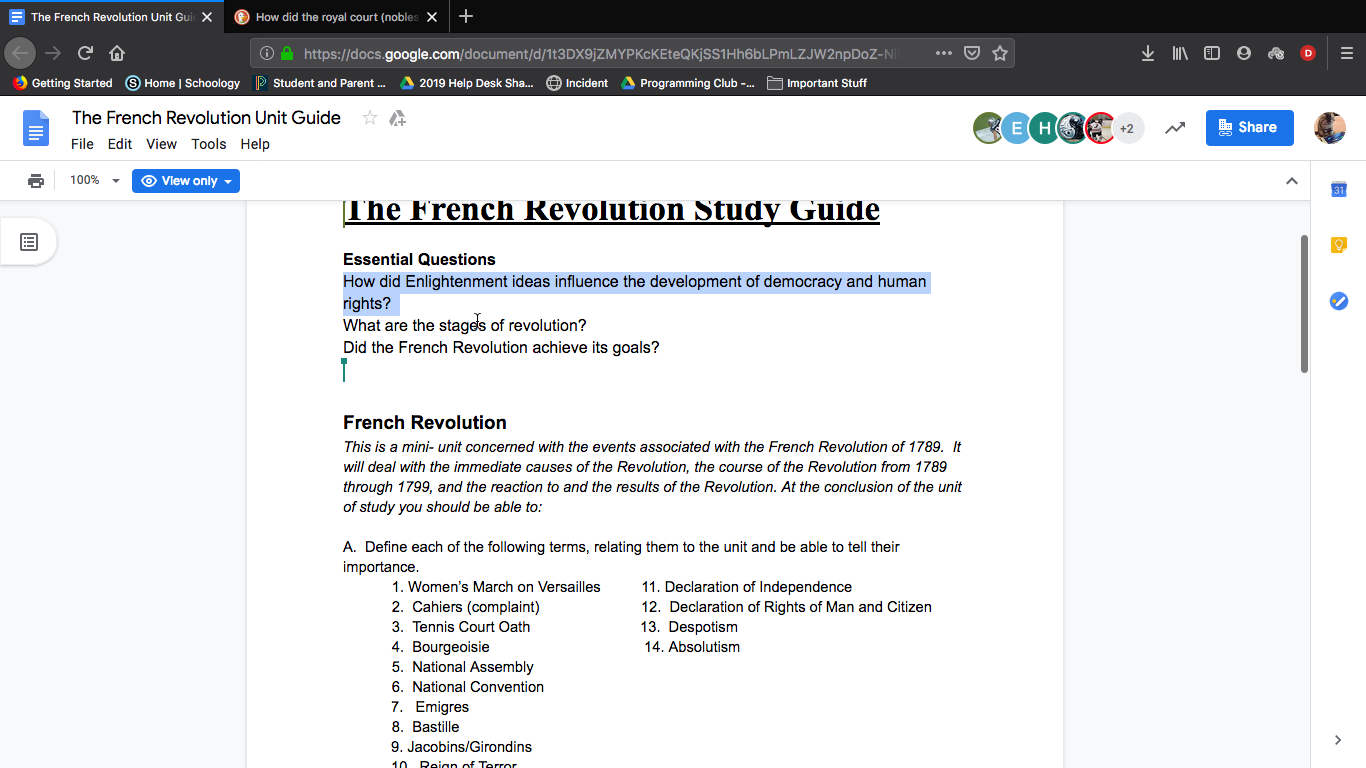 The French Revolution Unit Gui
How did the royal court (nobles
https://docs.google.com/document/d/1t3DX9jZMYPKcKEteQKjSS1Hh6bLPmLZJW2npDoZ-N
Getting Started
Home | Schoology
Student and Parent ...
2019 Help Desk Sha...
Incident
Programming Club -...
Important Stuff
D
The French Revolution Unit Guide
File Edit View Tools Help
E
H
+2
Share
100%
View only
31
The French Revolution Study Guide
Essential Questions
How did Enlightenment ideas influence the development of democracy and human
rights?
What are the stages of revolution?
Did the French Revolution achieve its goals?
French Revolution
This is a mini- unit concerned with the events associated with the French Revolution of 1789. It
will deal with the immediate causes of the Revolution, the course of the Revolution from 1789
through 1799, and the reaction to and the results of the Revolution. At the conclusion of the unit
of study you should be able to:
A. Define each of the following terms, relating them to the unit and be able to tell their
importance.
1. Women's March on Versailles 11. Declaration of Independence
2. Cahiers (complaint) 12. Declaration of Rights of Man and Citizen
3. Tennis Court Oath 13. Despotism
4. Bourgeoisie 14. Absolutism
5. National Assembly
6. National Convention
7. Emigres
8. Bastille
9. Jacobins/Girondins
10. Reign of Terror